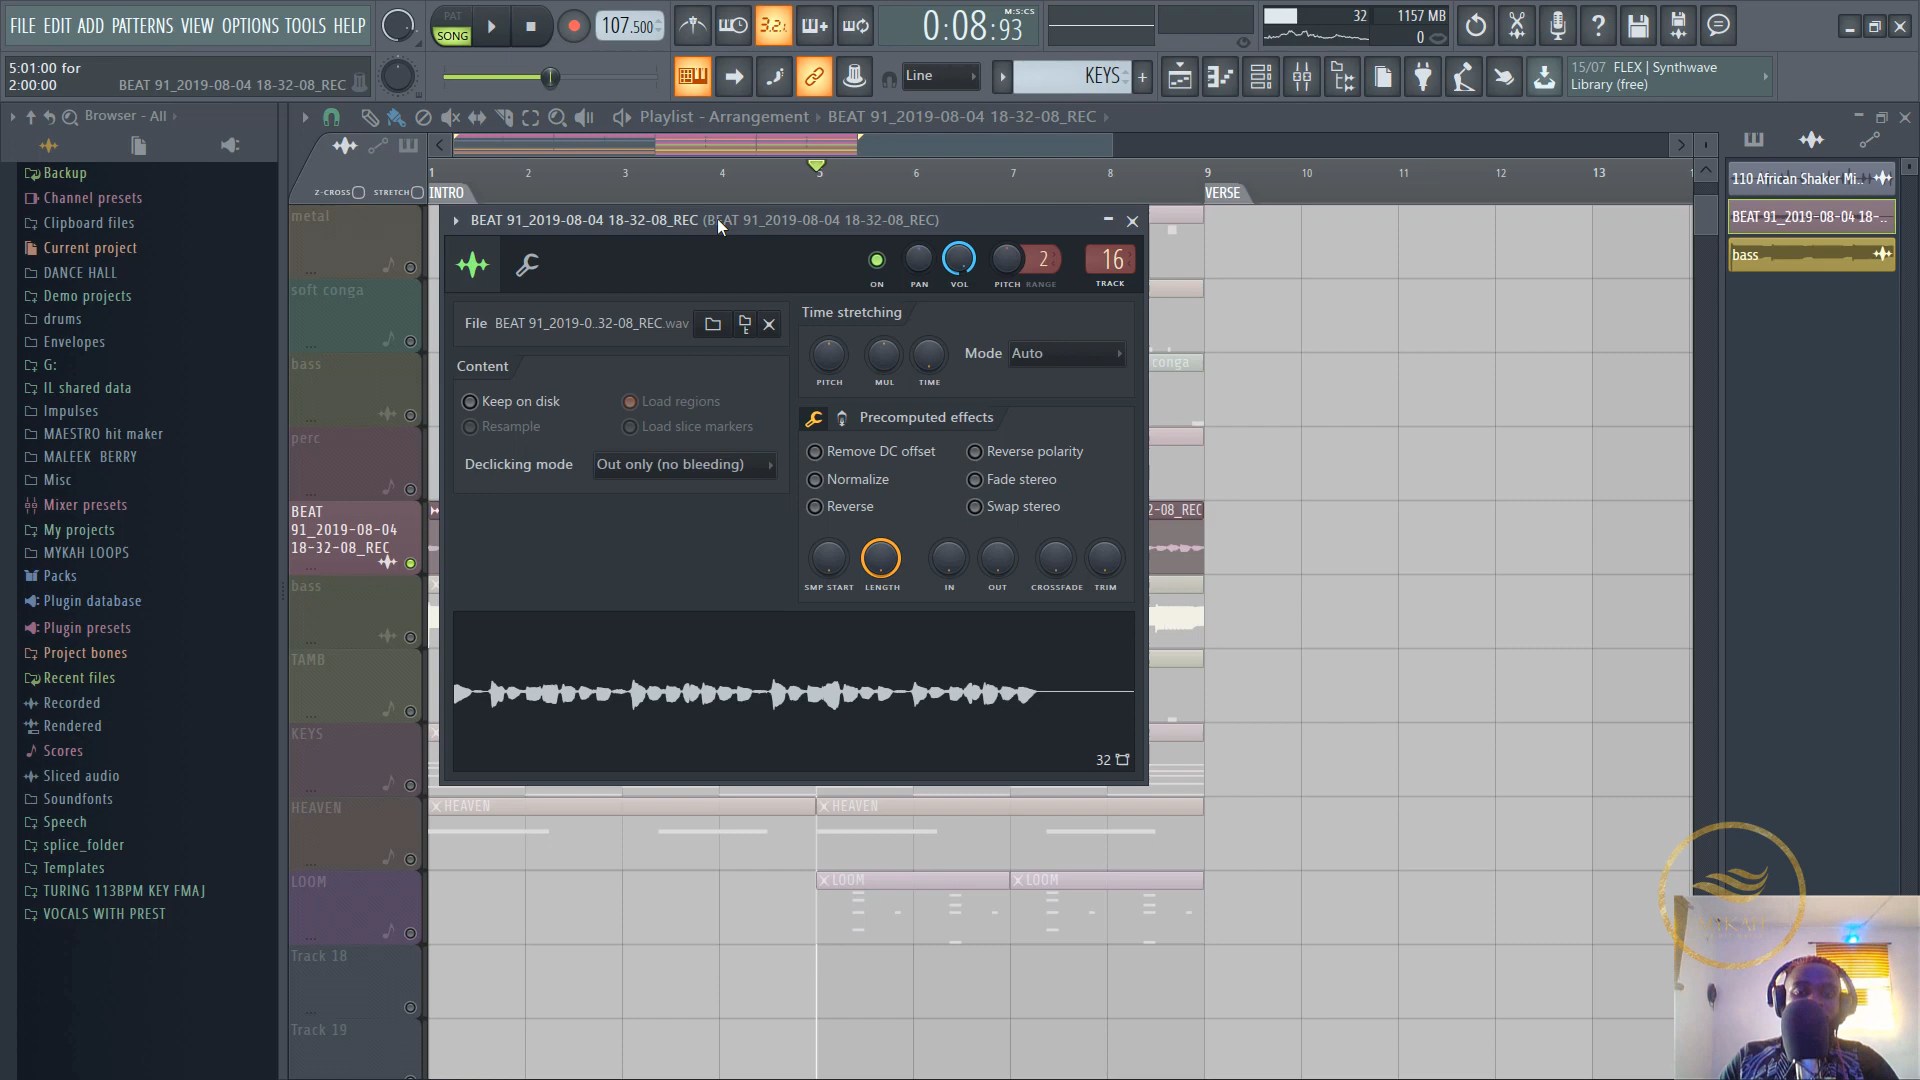 FILE EDIT ADD PATTERNS VIEW OPTIONS TOOLS HELP
PAT
SONG
107.500
3.2.
0:08:93
M:S:CS
32
1157 MB
0
5:01:00 for
2:00:00
BEAT 91_2019-08-04 18-32-08_REC
Line
KEYS
15/07 FLEX | Synthwave
Library (free)
Browser - All
Playlist - Arrangement
BEAT 91_2019-08-04 18-32-08_REC
Backup
Channel presets
Clipboard files
Current project
DANCE HALL
Demo projects
drums
Envelopes
G:
IL shared data
Impulses
MAESTRO hit maker
MALEEK BERRY
Misc
Mixer presets
My projects
MYKAH LOOPS
Packs
Plugin database
Plugin presets
Project bones
Recent files
Recorded
Rendered
Scores
Sliced audio
Soundfonts
Speech
splice_folder
Templates
TURING 113BPM KEY FMAJ
VOCALS WITH PREST
Z-CROSS
STRETCH
1 2 3 4 5 6 7 8 9 10 11 12 13
INTRO
VERSE
metal
soft conga
bass
perc
BEAT
91_2019-08-04
18-32-08_REC
bass
TAMB
KEYS
HEAVEN
LOOM
Track 18
Track 19
BEAT 91_2019-08-04 18-32-08_REC (BEAT 91_2019-08-04 18-32-08_REC)
ON
PAN
VOL
PITCH
2
RANGE
16
TRACK
File BEAT 91_2019-0..32-08_REC.wav
Content
Keep on disk
Load regions
Resample
Load slice markers
Declicking mode
Out only (no bleeding)
Time stretching
PITCH
MUL
TIME
Mode
Auto
Precomputed effects
Remove DC offset
Reverse polarity
Normalize
Fade stereo
Reverse
Swap stereo
SMP START
LENGTH
IN
OUT
CROSSFADE
TRIM
32
conga
2-08_REC
HEAVEN
HEAVEN
LOOM
LOOM
110 African Shaker Mi..
BEAT 91_2019-08-04 18-..
bass